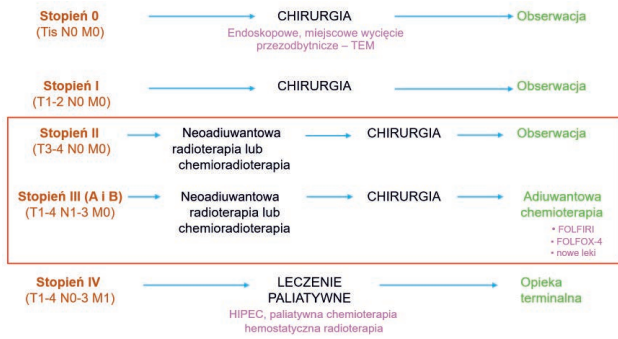 Stopień 0
(Tis N0 M0)
CHIRURGIA
Endoskopowe, miejscowe wycięcie
przezodbytnicze – TEM
Obserwacja
Stopień I
(T1-2 N0 M0)
CHIRURGIA
Obserwacja
Stopień II
(T3-4 N0 M0)
Neoadiuwantowa
radioterapia lub
chemioradioterapia
CHIRURGIA
Obserwacja
Stopień III (A i B)
(T1-4 N1-3 M0)
Neoadiuwantowa
radioterapia lub
chemioradioterapia
CHIRURGIA
Adiuwantowa
chemioterapia
• FOLFIRI
• FOLFOX-4
• nowe leki
Stopień IV
(T1-4 N0-3 M1)
LECZENIE
PALIATYWNE
HIPEC, paliatywna chemioterapia
hemostatyczna radioterapia
Opieka
terminalna